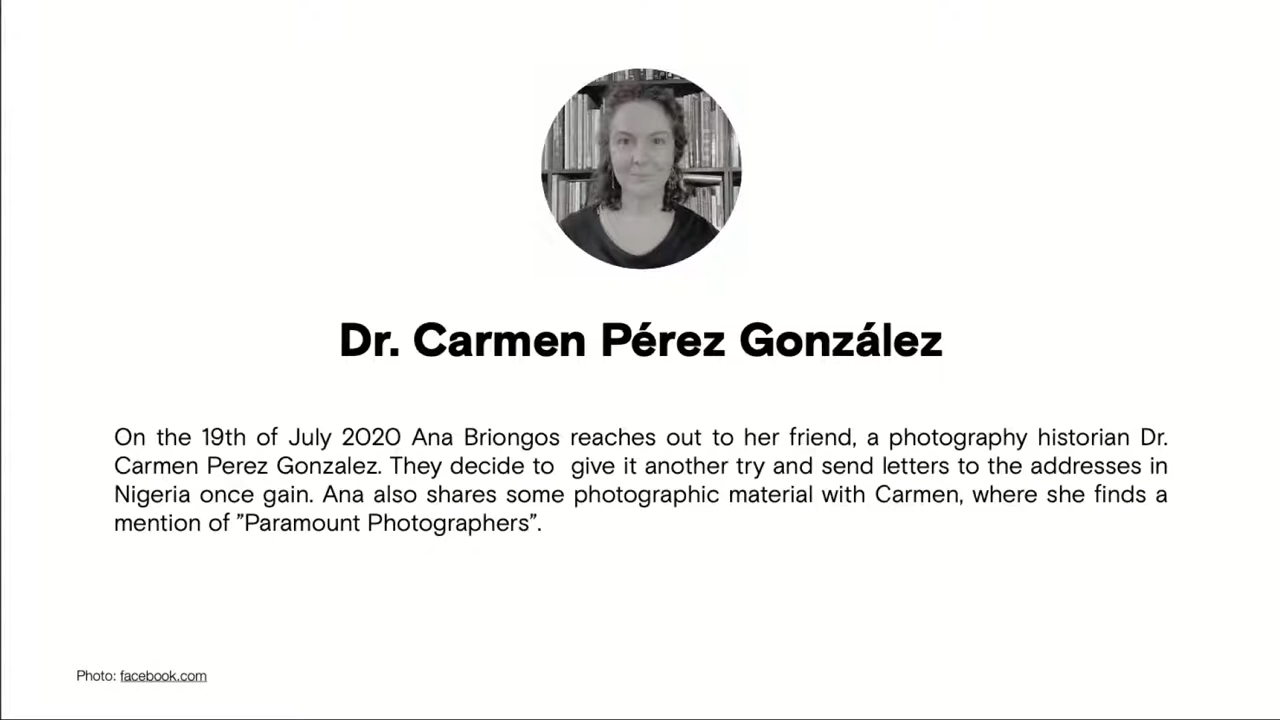 Dr. Carmen Pérez González
On the 19th of July 2020 Ana Briongos reaches out to her friend, a photography historian Dr.
Carmen Perez Gonzalez. They decide to  give it another try and send letters to the addresses in
Nigeria once gain. Ana also shares some photographic material with Carmen, where she finds a
mention of ”Paramount Photographers”.
Photo: facebook.com